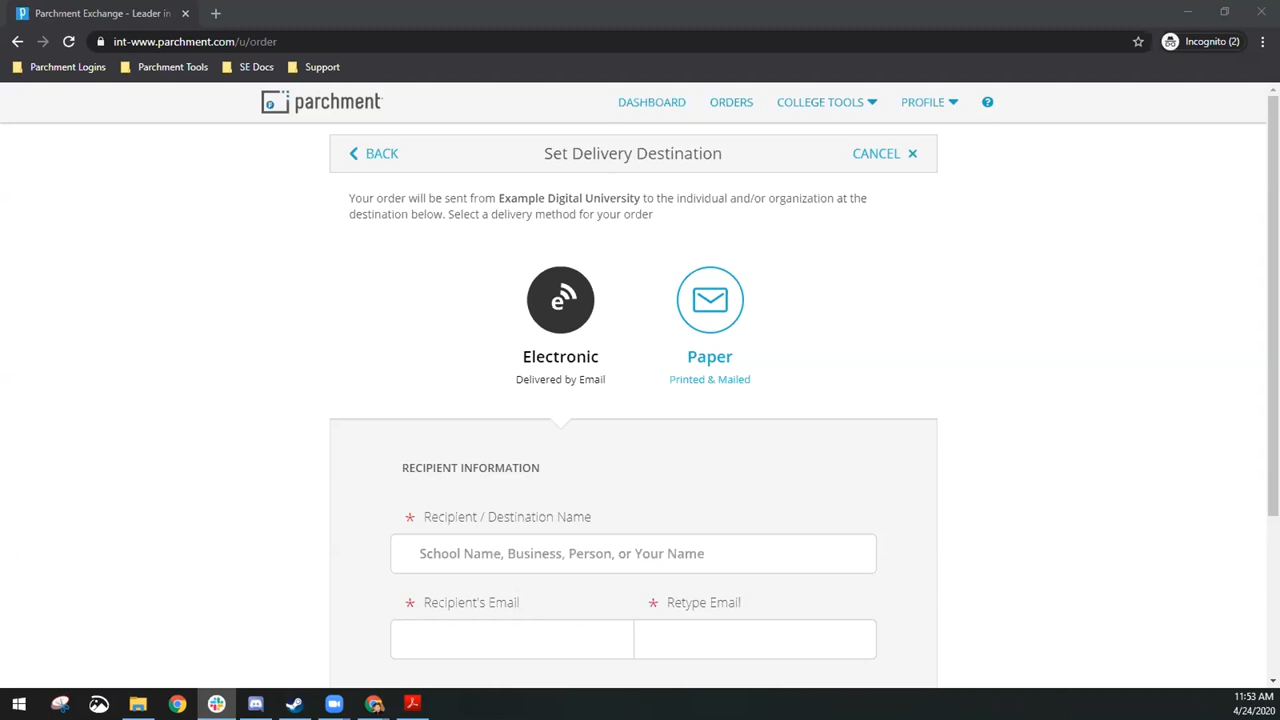 Parchment Exchange - Leader in
int-www.parchment.com/u/order
Incognito (2)
Parchment Logins
Parchment Tools
SE Docs
Support
parchment
DASHBOARD
ORDERS
COLLEGE TOOLS
PROFILE
?
BACK
Set Delivery Destination
CANCEL ×
Your order will be sent from Example Digital University to the individual and/or organization at the
destination below. Select a delivery method for your order
e
Electronic
Delivered by Email
Paper
Printed & Mailed
RECIPIENT INFORMATION
* Recipient / Destination Name
School Name, Business, Person, or Your Name
* Recipient's Email
* Retype Email
11:53 AM
4/24/2020